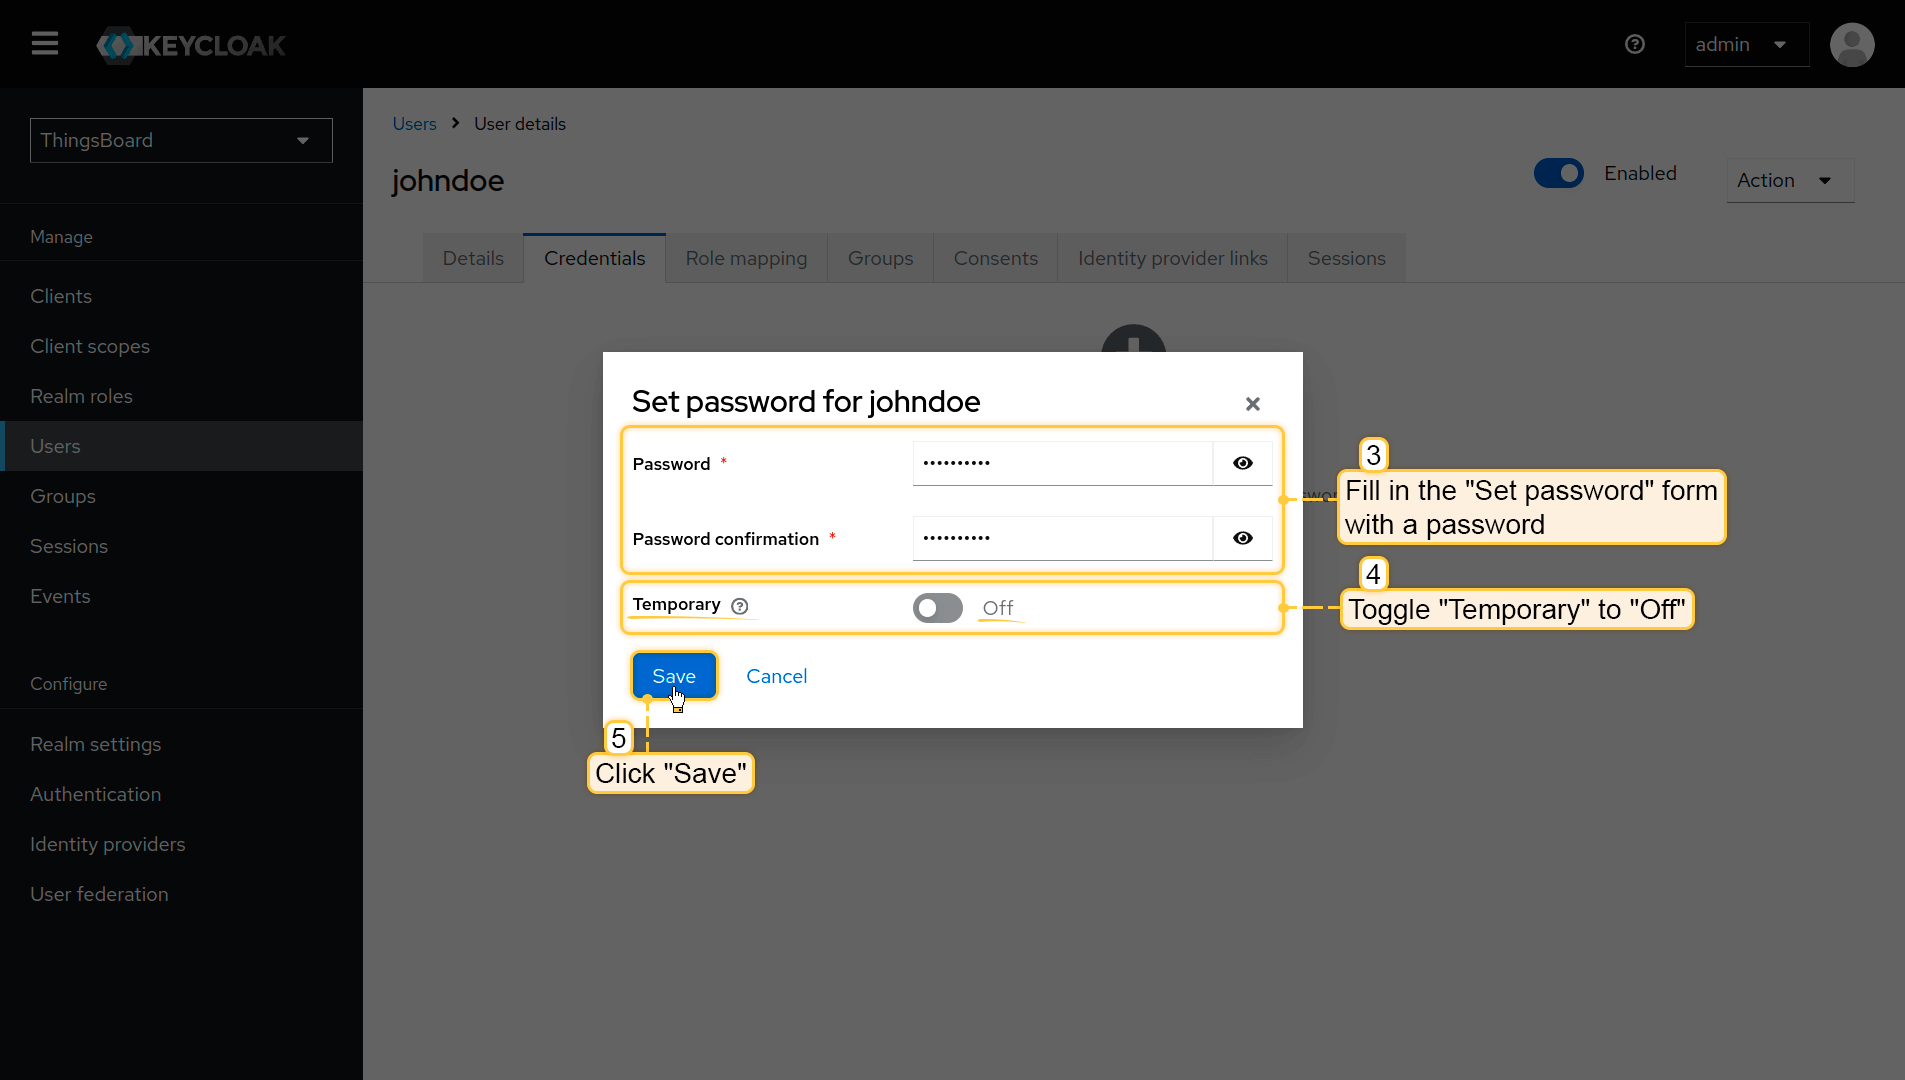 KEYCLOAK
admin
ThingsBoard
Manage
Clients
Client scopes
Realm roles
Users
Groups
Sessions
Events
Configure
Realm settings
Authentication
Identity providers
User federation
Users > User details
johndoe
Enabled
Action
Details Credentials Role mapping Groups Consents Identity provider links Sessions
Set password for johndoe
Password *
••••••••••
Password confirmation *
••••••••••
Temporary
Off
Save
Cancel
3
Fill in the "Set password" form
with a password
4
Toggle "Temporary" to "Off"
5
Click "Save"